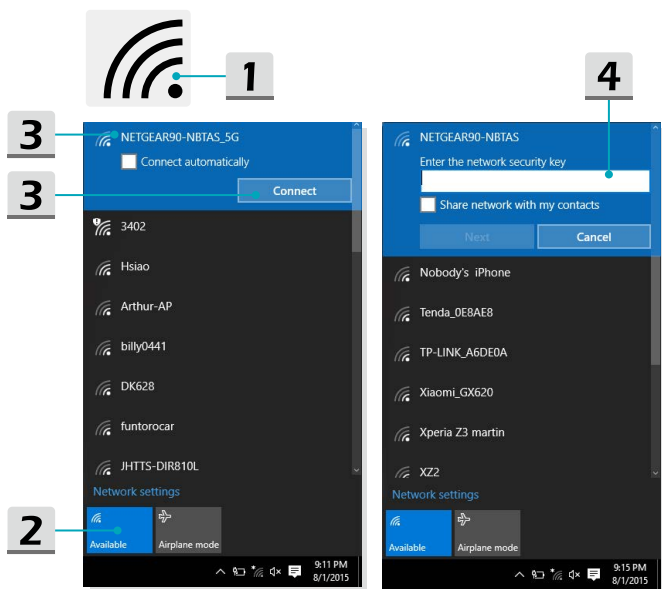 1
4
3
NETGEAR90-NBTAS_5G
Connect automatically
3
Connect
3402
Hsiao
Arthur-AP
billy0441
DK628
funtorocar
JHTTS-DIR810L
Network settings
2
Available
Airplane mode
9:11 PM
8/1/2015
NETGEAR90-NBTAS
Enter the network security key
Share network with my contacts
Next
Cancel
Nobody's iPhone
Tenda_0E8AE8
TP-LINK_A6DE0A
Xiaomi_GX620
Xperia Z3 martin
XZ2
Network settings
Available
Airplane mode
9:15 PM
8/1/2015